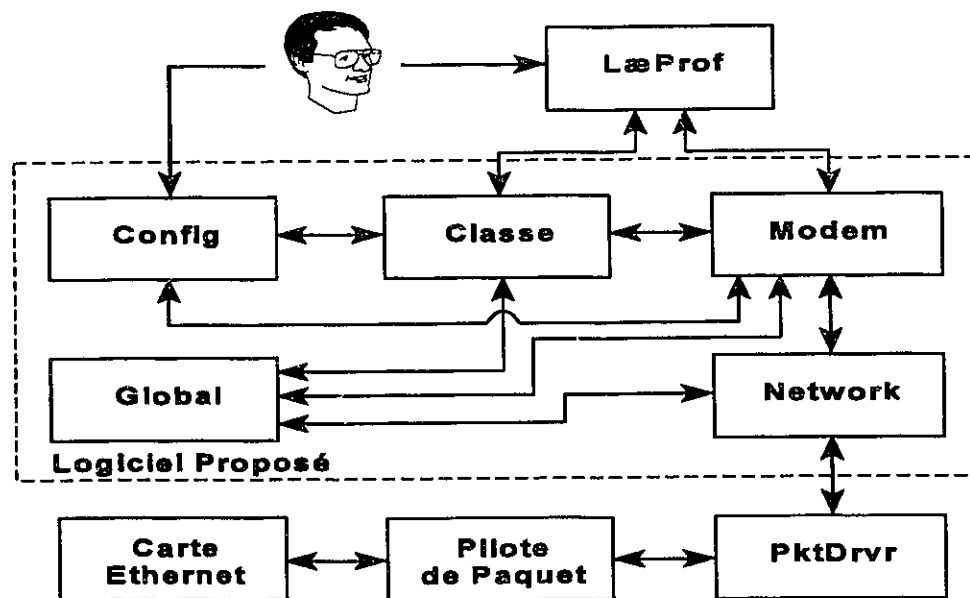 LæProf
Config
Classe
Modem
Global
Network
Logiciel Proposé
Carte
Ethernet
Pilote
de Paquet
PktDrvr